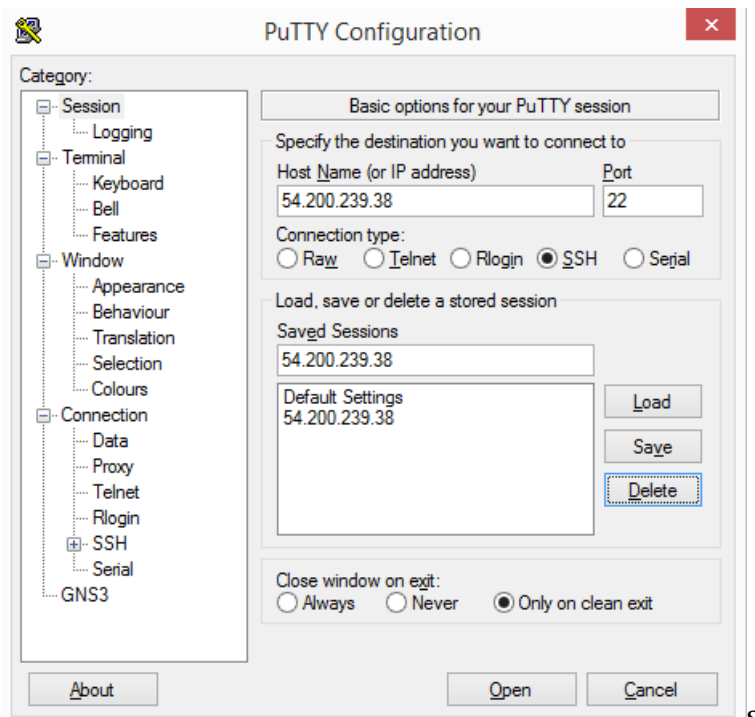 PuTTY Configuration
Category:
Session
Logging
Terminal
Keyboard
Bell
Features
Window
Appearance
Behaviour
Translation
Selection
Colours
Connection
Data
Proxy
Telnet
Rlogin
SSH
Serial
GNS3
Basic options for your PuTTY session
Specify the destination you want to connect to
Host Name (or IP address) Port
54.200.239.38 22
Connection type:
Raw Telnet Rlogin SSH Serial
Load, save or delete a stored session
Saved Sessions
54.200.239.38
Default Settings
54.200.239.38
Load
Save
Delete
Close window on exit:
Always Never Only on clean exit
About Open Cancel